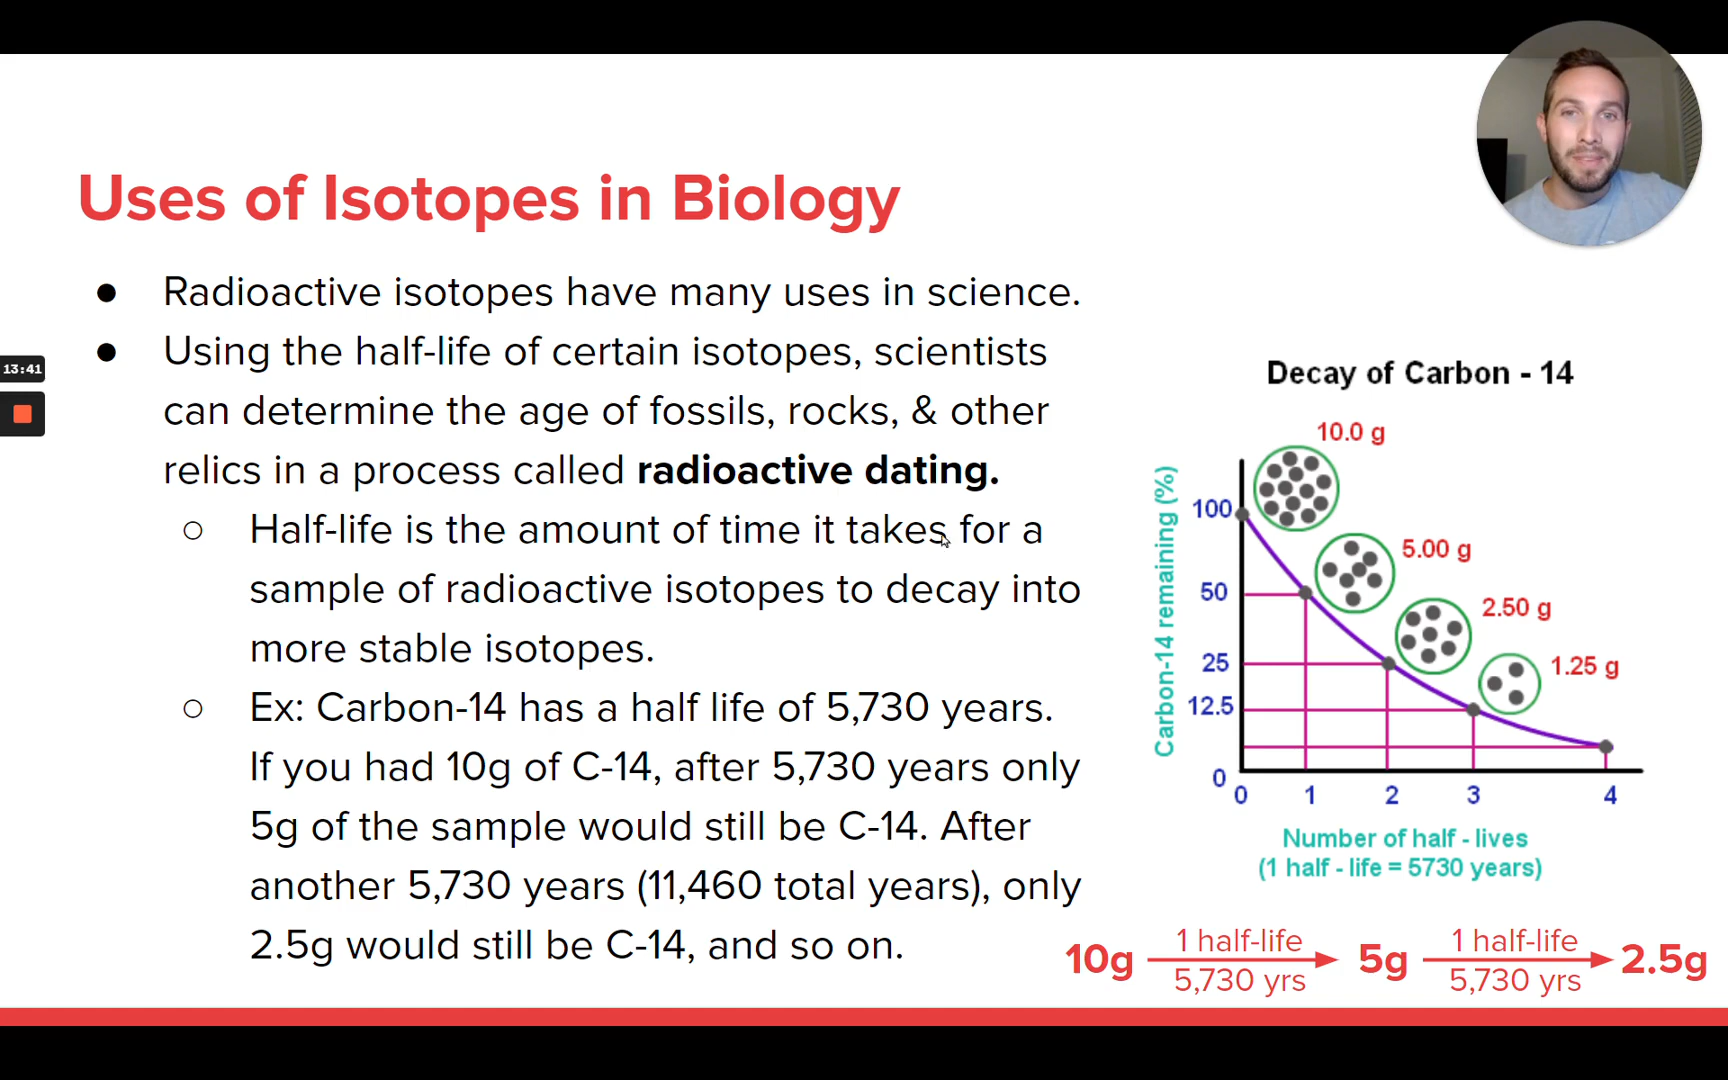 Uses of Isotopes in Biology
● Radioactive isotopes have many uses in science.
● Using the half-life of certain isotopes, scientists
can determine the age of fossils, rocks, & other
relics in a process called radioactive dating.
○ Half-life is the amount of time it takes for a
sample of radioactive isotopes to decay into
more stable isotopes.
○ Ex: Carbon-14 has a half life of 5,730 years.
If you had 10g of C-14, after 5,730 years only
5g of the sample would still be C-14. After
another 5,730 years (11,460 total years), only
2.5g would still be C-14, and so on.
13:41
Decay of Carbon - 14
10.0 g
5.00 g
2.50 g
1.25 g
Carbon-14 remaining (%)
100
50
25
12.5
0
0 1 2 3 4
Number of half - lives
(1 half - life = 5730 years)
10g 1 half-life 5g 1 half-life 2.5g
5,730 yrs 5,730 yrs